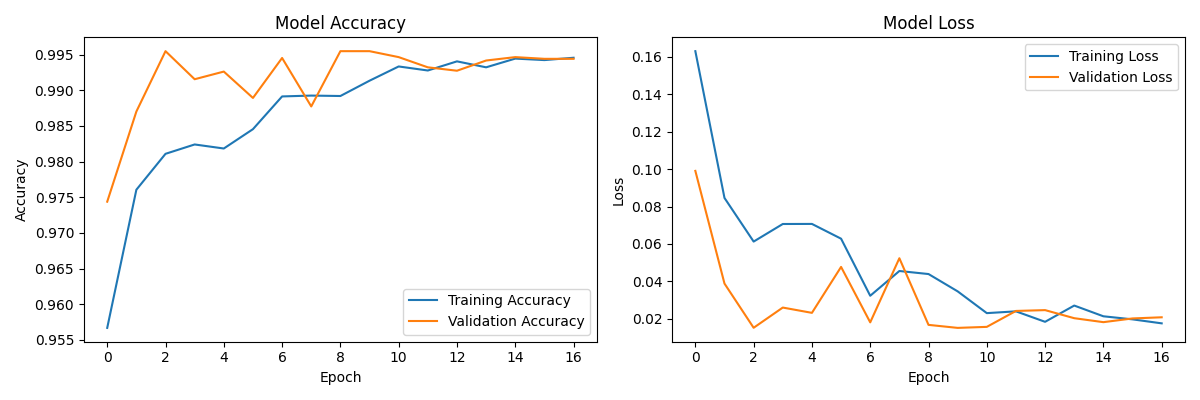 Model Accuracy
Accuracy
0.995
0.990
0.985
0.980
0.975
0.970
0.965
0.960
0.955
Training Accuracy
Validation Accuracy
0 2 4 6 8 10 12 14 16
Epoch
Model Loss
Loss
0.16
0.14
0.12
0.10
0.08
0.06
0.04
0.02
Training Loss
Validation Loss
0 2 4 6 8 10 12 14 16
Epoch